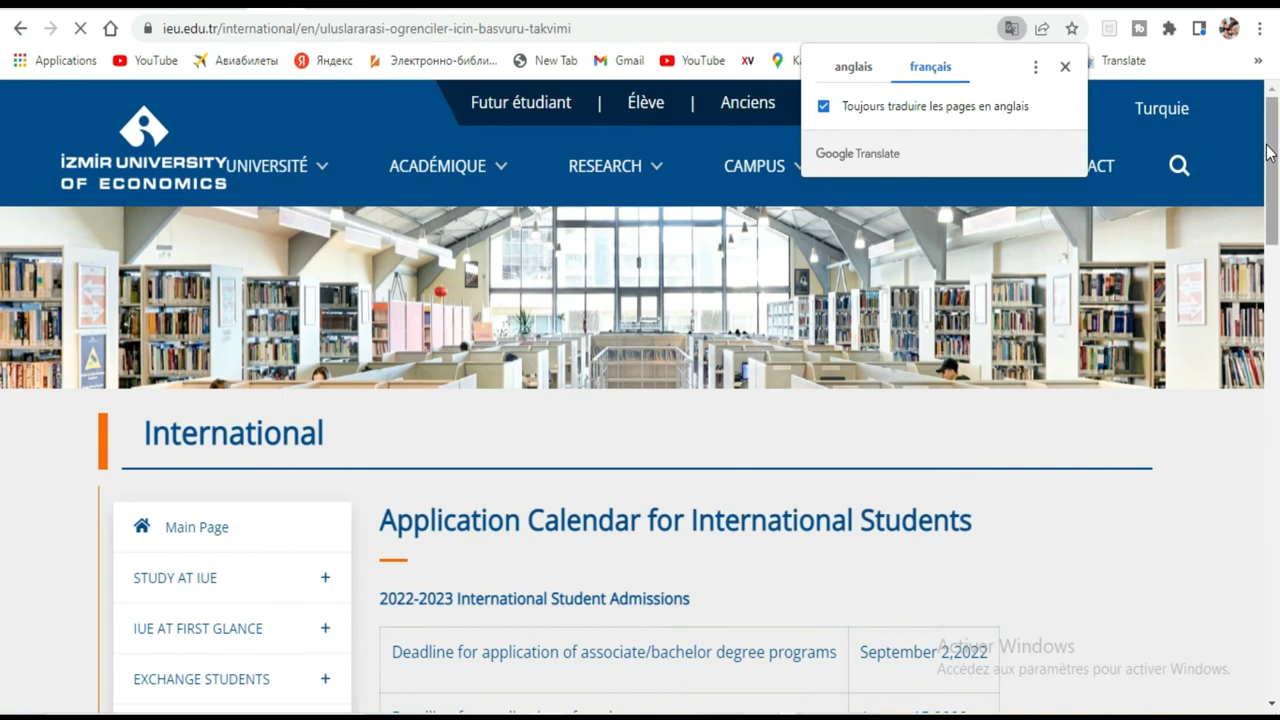 ieu.edu.tr/international/en/uluslararasi-ogrenciler-icin-basvuru-takvimi
Applications YouTube Авиабилеты Яндекс Электронно-библи... New Tab Gmail YouTube Translate »
anglais français
Toujours traduire les pages en anglais
Google Translate
Futur étudiant | Élève | Anciens Turquie
İZMİR UNIVERSITY
OF ECONOMICS
UNIVERSITÉ ACADÉMIQUE RESEARCH CAMPUS ACT
International
Main Page
STUDY AT IUE +
IUE AT FIRST GLANCE +
EXCHANGE STUDENTS +
Application Calendar for International Students
2022-2023 International Student Admissions
Deadline for application of associate/bachelor degree programs September 2,2022
Activer Windows
Accédez aux paramètres pour activer Windows.